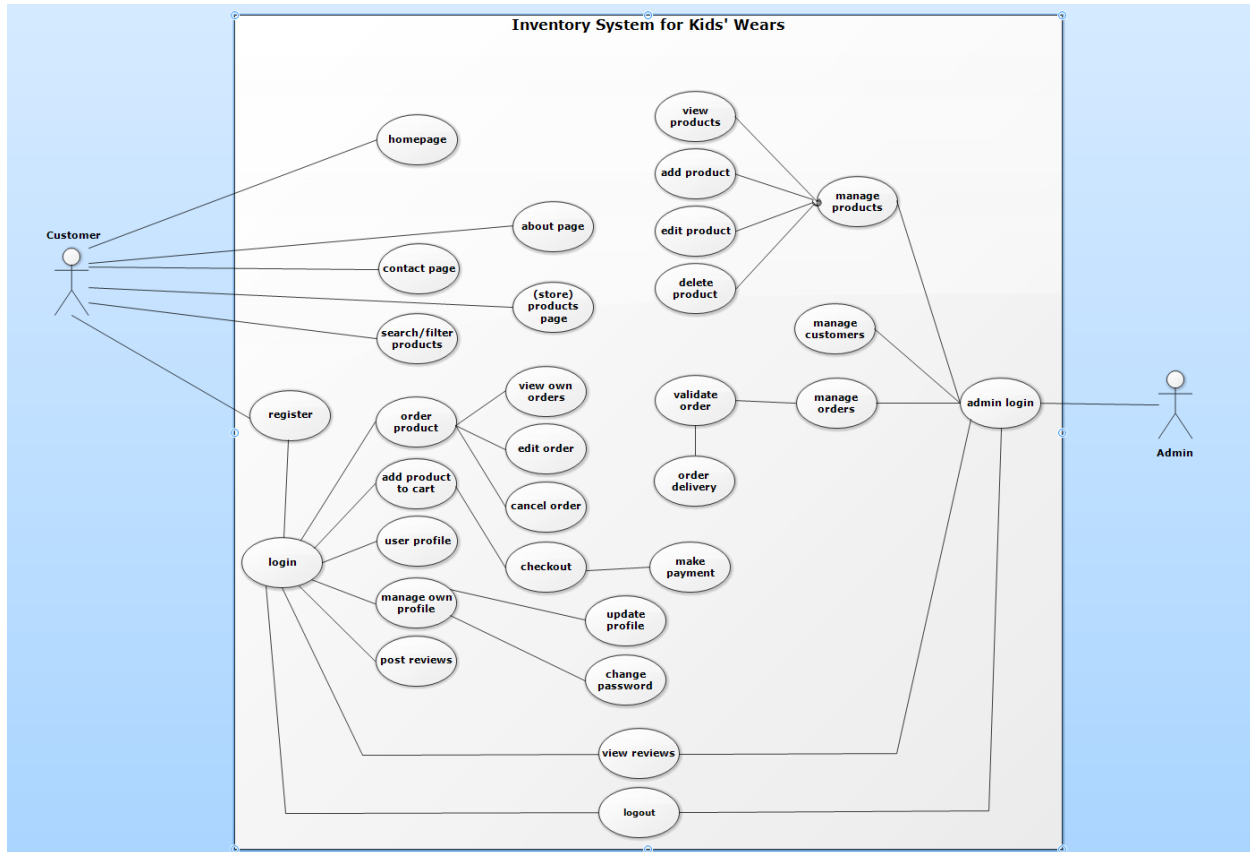 Inventory System for Kids' Wears
view
products
homepage
add product
manage
products
about page
edit product
Customer
contact page
delete
product
(store)
products
page
search/filter
products
manage
customers
view own
orders
register
order
product
validate
order
manage
orders
admin login
edit order
Admin
add product
to cart
order
delivery
cancel order
user profile
login
checkout
make
payment
manage own
profile
update
profile
post reviews
change
password
view reviews
logout